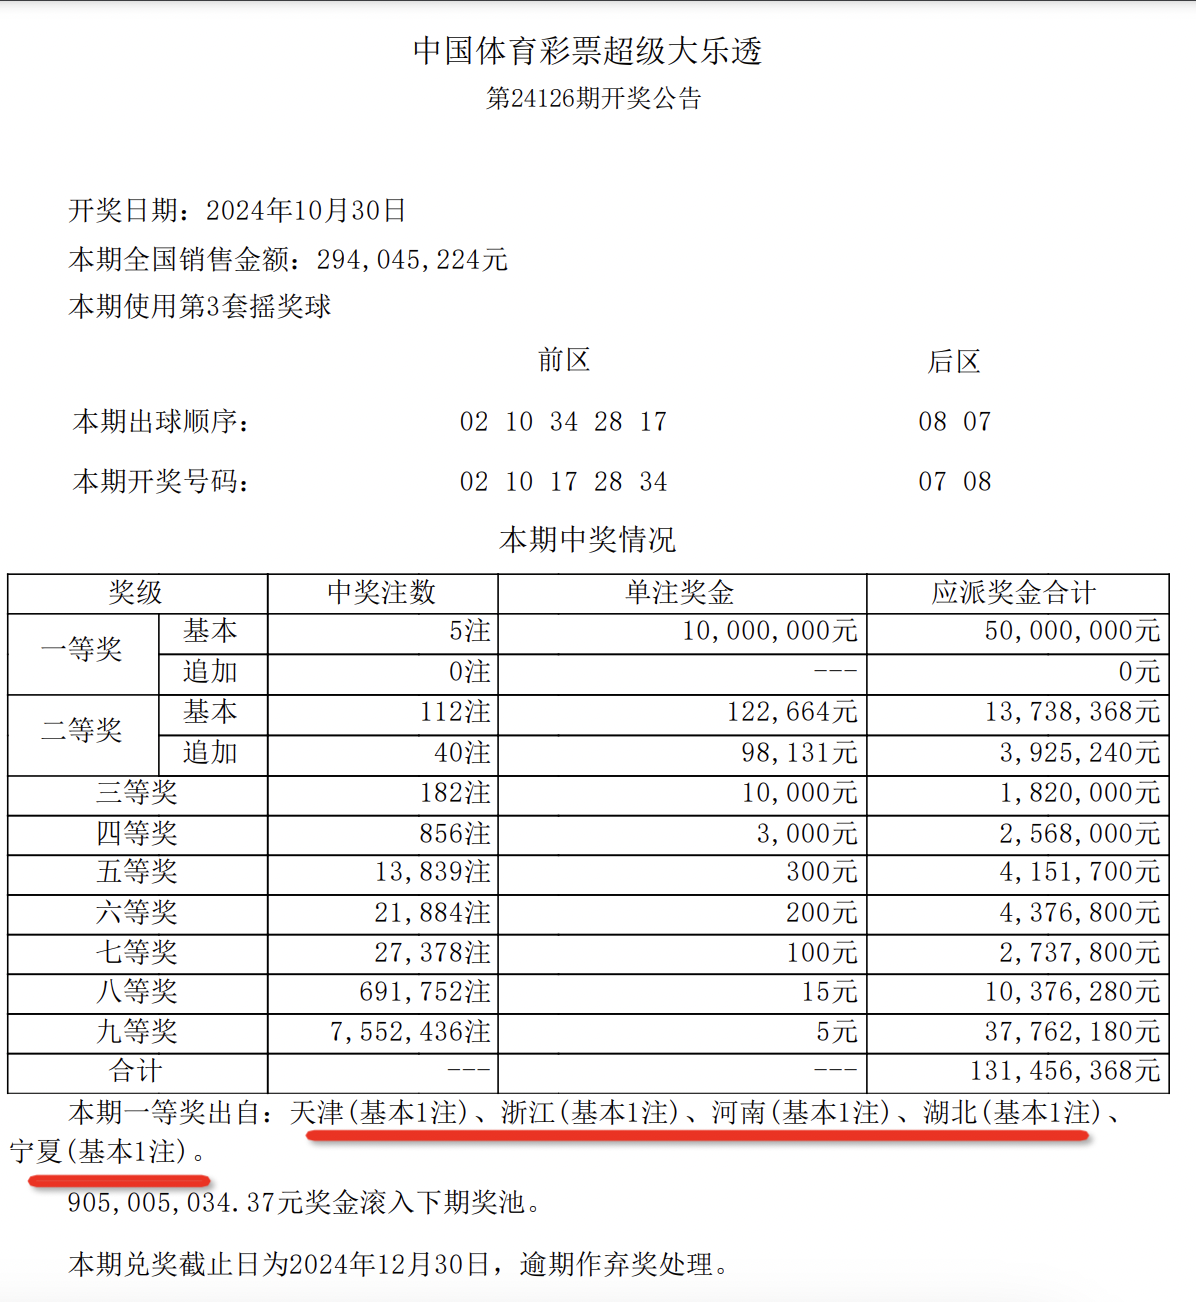 中国体育彩票超级大乐透
第24126期开奖公告
开奖日期：2024年10月30日
本期全国销售金额：294,045,224元
本期使用第3套摇奖球
前区 后区
本期出球顺序： 02 10 34 28 17 08 07
本期开奖号码： 02 10 17 28 34 07 08
本期中奖情况
奖级 中奖注数 单注奖金 应派奖金合计
一等奖 基本 5注 10,000,000元 50,000,000元
追加 0注 --- 0元
二等奖 基本 112注 122,664元 13,738,368元
追加 40注 98,131元 3,925,240元
三等奖 182注 10,000元 1,820,000元
四等奖 856注 3,000元 2,568,000元
五等奖 13,839注 300元 4,151,700元
六等奖 21,884注 200元 4,376,800元
七等奖 27,378注 100元 2,737,800元
八等奖 691,752注 15元 10,376,280元
九等奖 7,552,436注 5元 37,762,180元
合计 --- --- 131,456,368元
本期一等奖出自：天津(基本1注)、浙江(基本1注)、河南(基本1注)、湖北(基本1注)、
宁夏(基本1注)。
905,005,034.37元奖金滚入下期奖池。
本期兑奖截止日为2024年12月30日，逾期作弃奖处理。